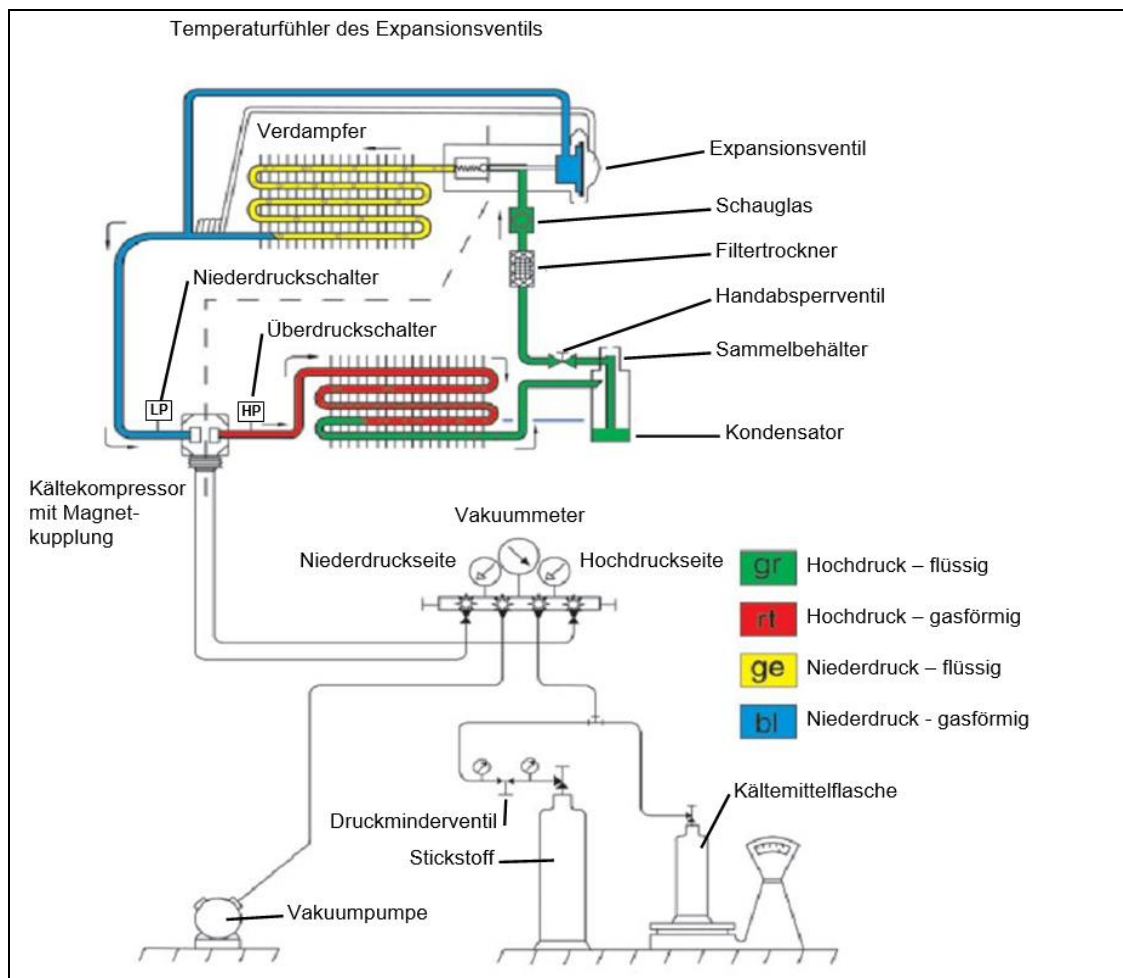 Temperaturfühler des Expansionsventils
Verdampfer
Expansionsventil
Schauglas
Filtertrockner
Niederdruckschalter
Handabsperrventil
Überdruckschalter
Sammelbehälter
LP
HP
Kondensator
Kältekompressor
mit Magnet-
kupplung
Vakuummeter
Niederdruckseite
Hochdruckseite
gr
Hochdruck – flüssig
rt
Hochdruck – gasförmig
ge
Niederdruck – flüssig
bl
Niederdruck - gasförmig
Kältemittelflasche
Druckminderventil
Stickstoff
Vakuumpumpe